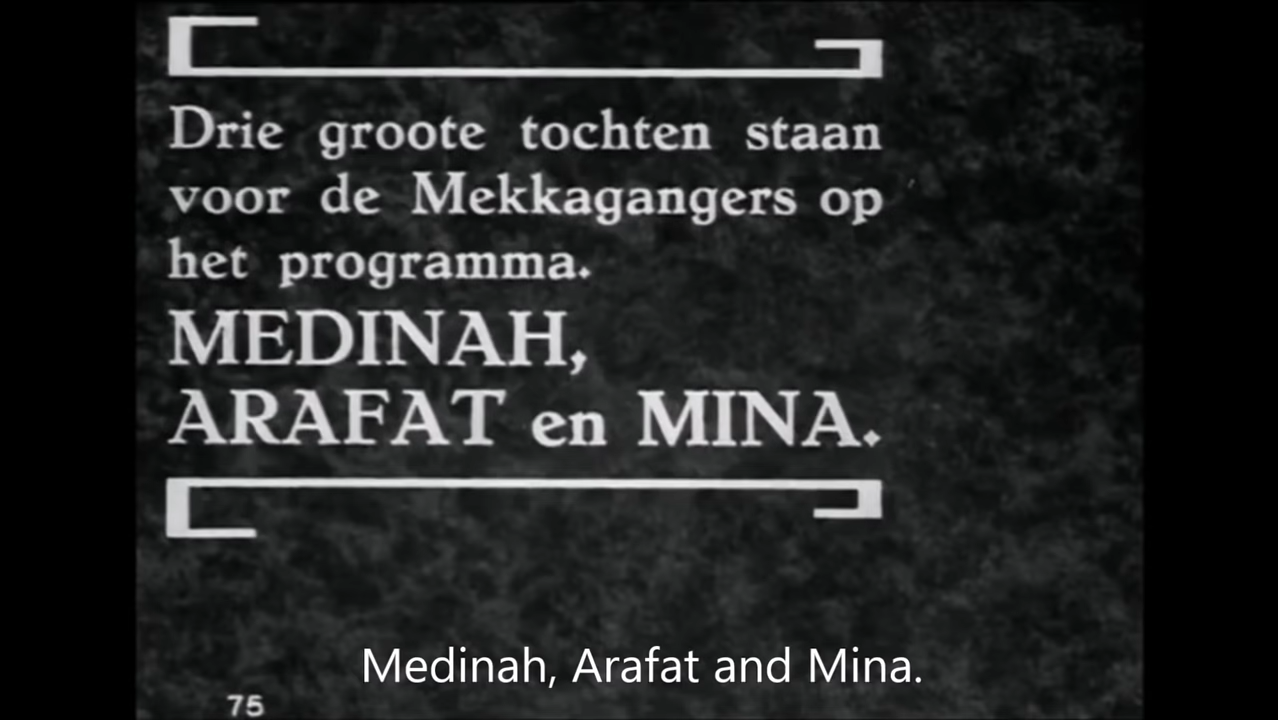 Drie groote tochten staan
voor de Mekkagangers op
het programma.
MEDINAH,
ARAFAT en MINA.
Medinah, Arafat and Mina.
75